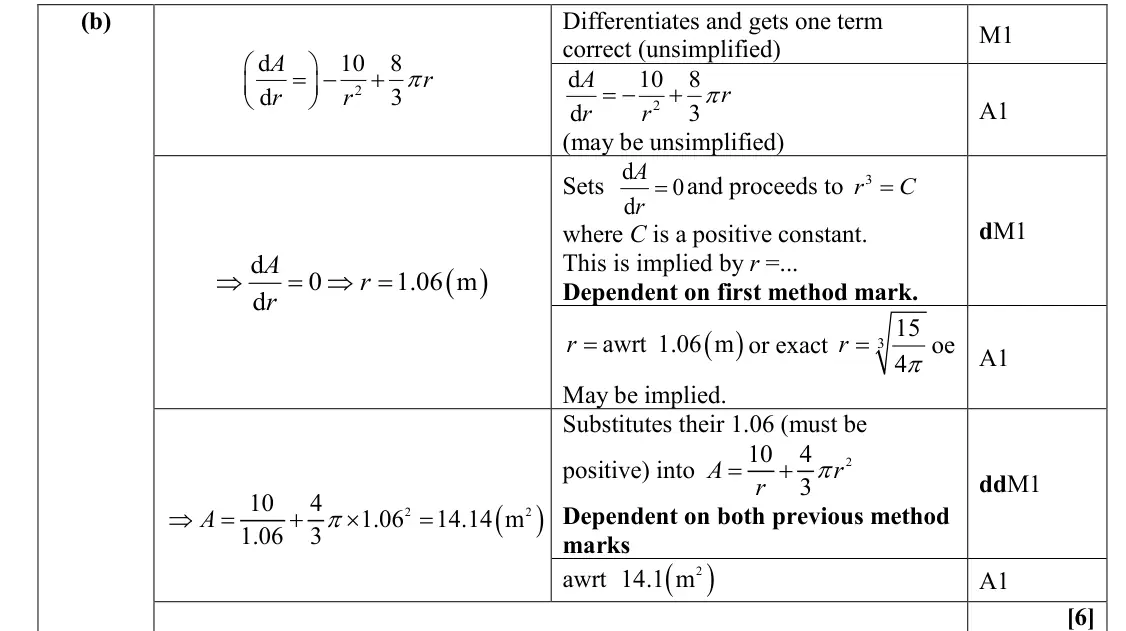 (b)
(dA/dr =) − 10/r² + 8/3 πr
Differentiates and gets one term
correct (unsimplified)
M1
dA/dr = − 10/r² + 8/3 πr
(may be unsimplified)
A1
⇒ dA/dr = 0 ⇒ r = 1.06 (m)
Sets dA/dr = 0 and proceeds to r³ = C
where C is a positive constant.
This is implied by r =...
Dependent on first method mark.
dM1
r = awrt 1.06 (m) or exact r = ∛(15/4π) oe
May be implied.
A1
⇒ A = 10/1.06 + 4/3 π × 1.06² = 14.14 (m²)
Substitutes their 1.06 (must be
positive) into A = 10/r + 4/3 πr²
Dependent on both previous method
marks
ddM1
awrt 14.1 (m²)
A1
[6]